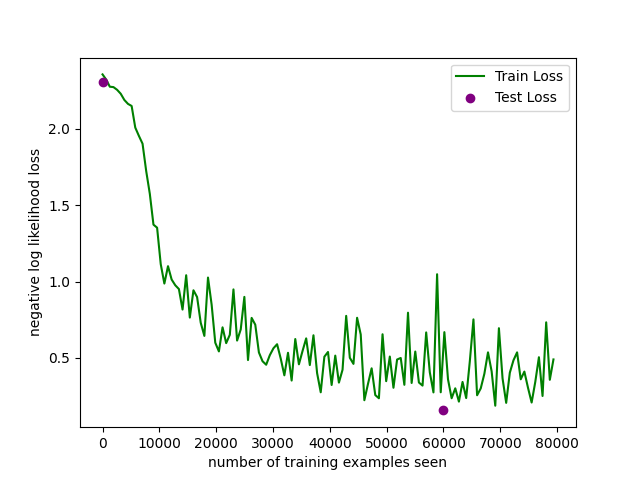 Train Loss
Test Loss
negative log likelihood loss
2.0
1.5
1.0
0.5
0 10000 20000 30000 40000 50000 60000 70000 80000
number of training examples seen